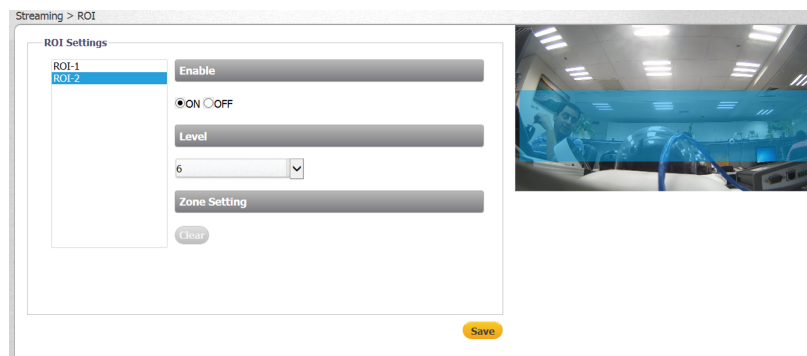 Streaming > ROI
ROI Settings
ROI-1
ROI-2
Enable
ON OFF
Level
6
Zone Setting
Clear
Save